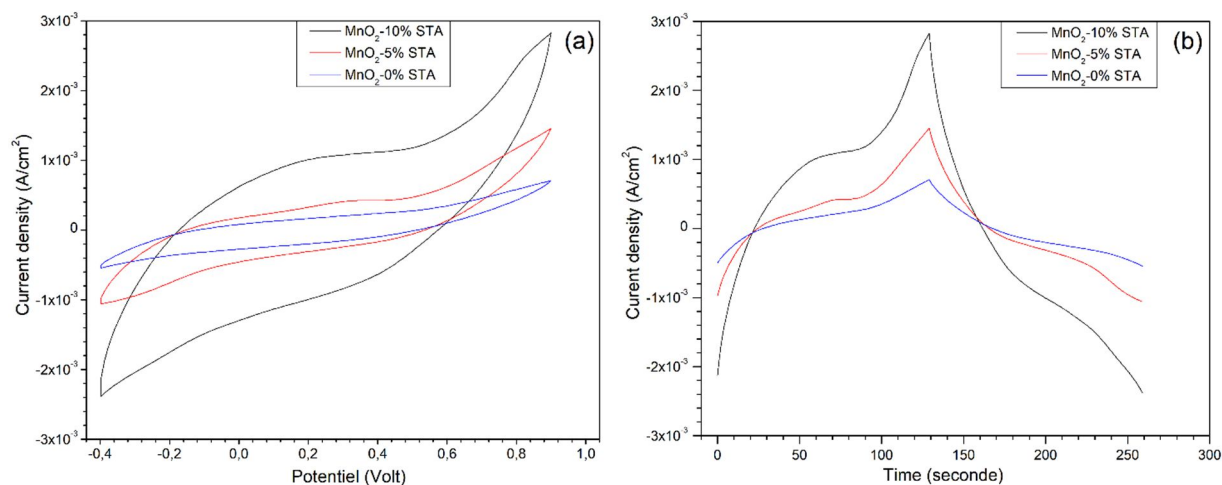 (a)
MnO₂-10% STA
MnO₂-5% STA
MnO₂-0% STA
3x10⁻³
2x10⁻³
1x10⁻³
0
-1x10⁻³
-2x10⁻³
-3x10⁻³
Current density (A/cm²)
-0,4 -0,2 0,0 0,2 0,4 0,6 0,8 1,0
Potentiel (Volt)
(b)
MnO₂-10% STA
MnO₂-5% STA
MnO₂-0% STA
3x10⁻³
2x10⁻³
1x10⁻³
0
-1x10⁻³
-2x10⁻³
-3x10⁻³
Curent density (A/cm²)
0 50 100 150 200 250 300
Time (seconde)